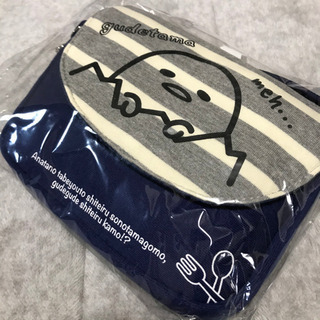 gudetama
meh...
Anatano tabeyouto shiteiru sonotamagomo,
gudegude shiteiru kamo!?